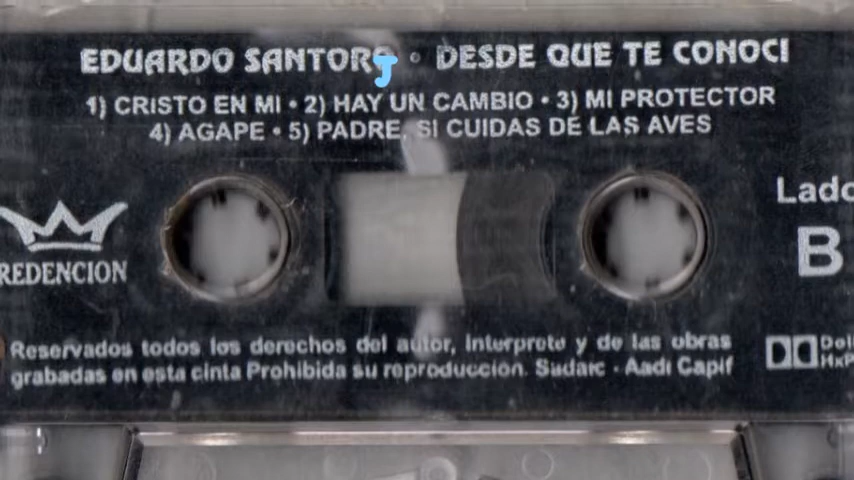 EDUARDO SANTORO • DESDE QUE TE CONOCI
1) CRISTO EN MI • 2) HAY UN CAMBIO • 3) MI PROTECTOR
4) AGAPE • 5) PADRE, SI CUIDAS DE LAS AVES
Lado
B
REDENCION
Reservados todos los derechos del autor, Interprete y de las obras
grabadas en esta cinta Prohibida su reproducción. Sadaic - Aadi Capif